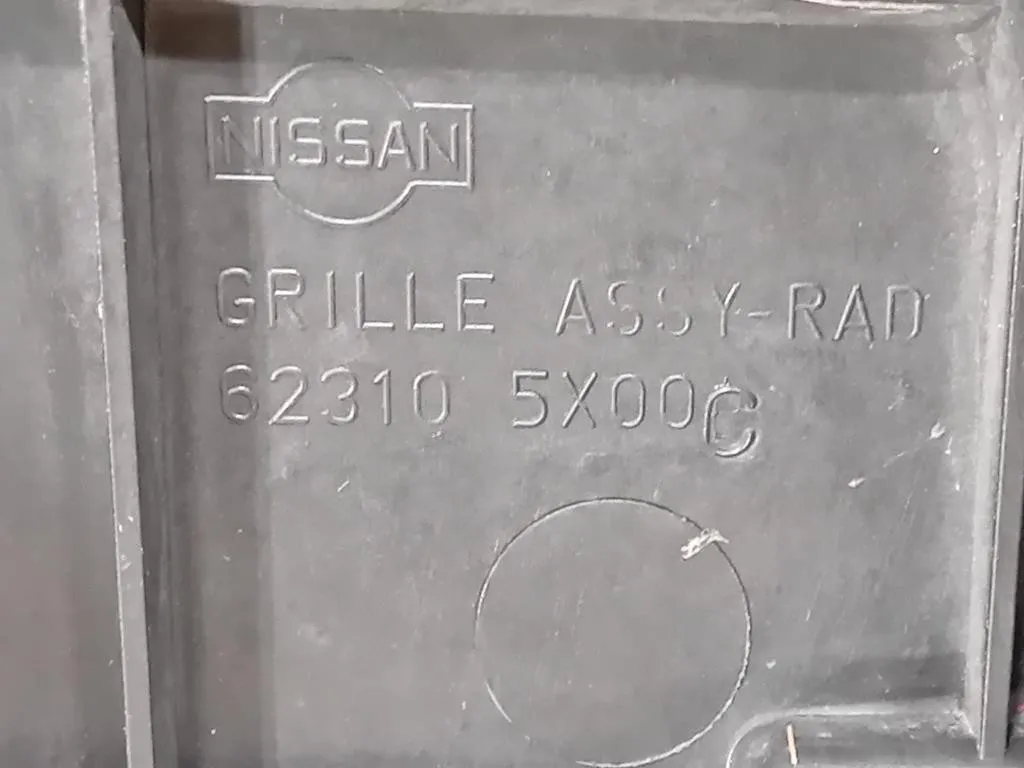 NISSAN
GRILLE ASSY-RAD
62310 5X00C